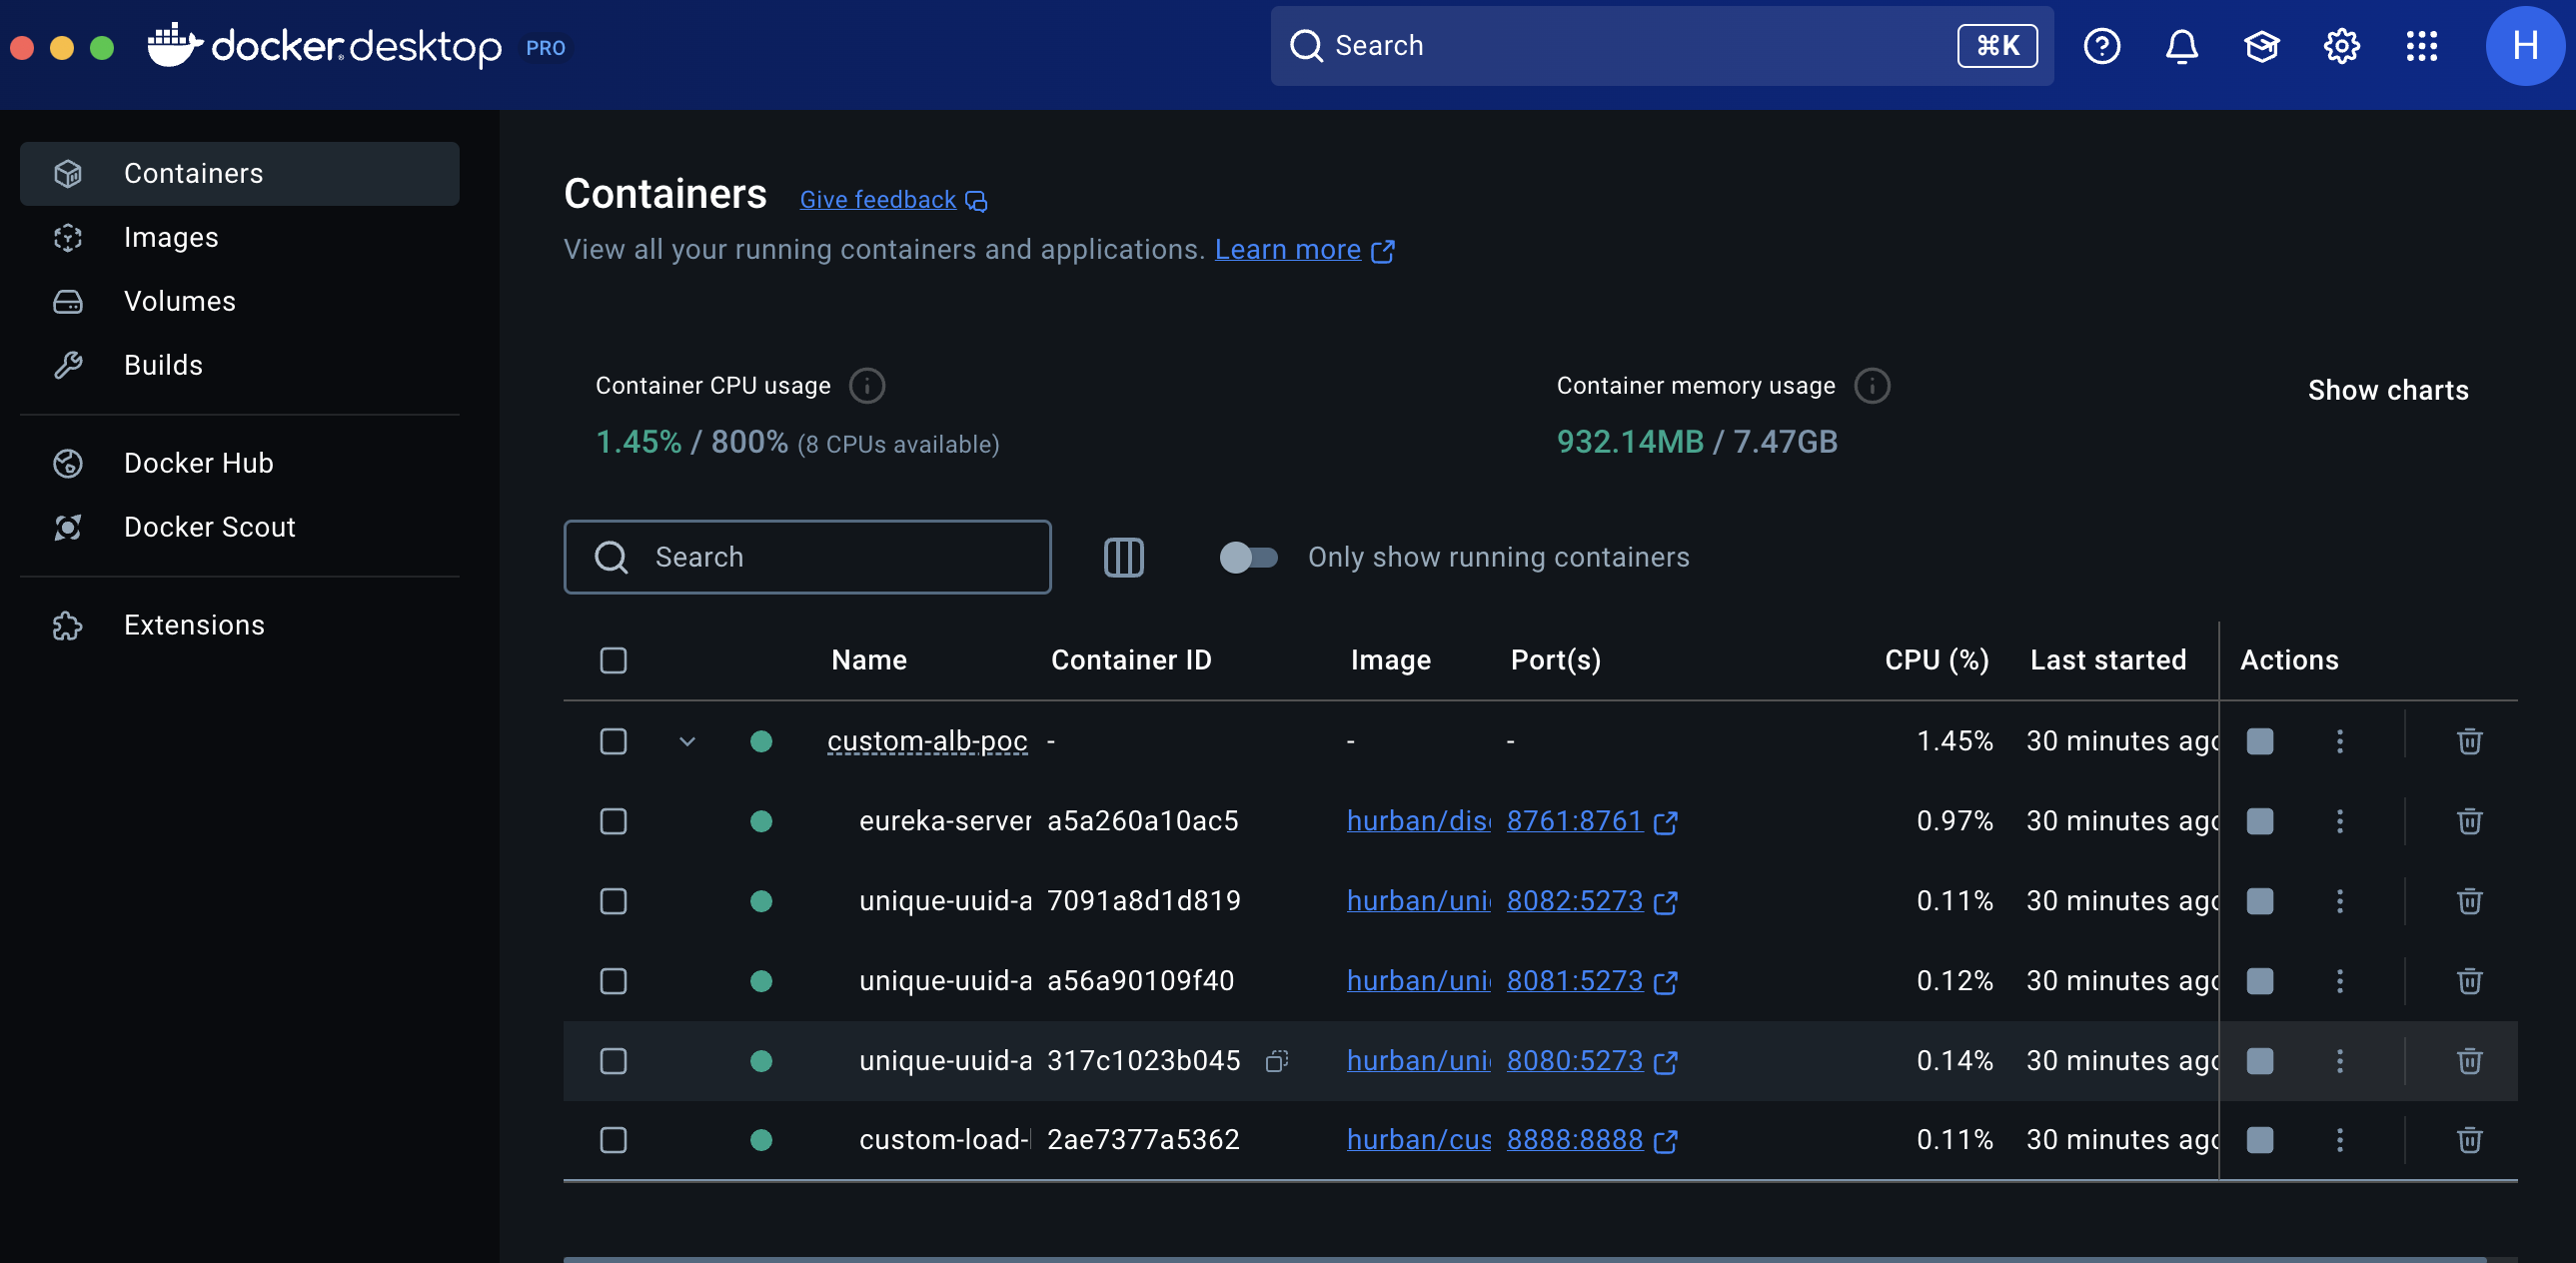 docker.desktop PRO
Search ⌘K
H
Containers
Images
Volumes
Builds
Docker Hub
Docker Scout
Extensions
Containers Give feedback
View all your running containers and applications. Learn more
Container CPU usage
1.45% / 800% (8 CPUs available)
Container memory usage
932.14MB / 7.47GB
Show charts
Search
Only show running containers
Name Container ID Image Port(s) CPU (%) Last started Actions
custom-alb-poc - - - 1.45% 30 minutes ago
eureka-server a5a260a10ac5 hurban/disc 8761:8761 0.97% 30 minutes ago
unique-uuid-a 7091a8d1d819 hurban/uni 8082:5273 0.11% 30 minutes ago
unique-uuid-a a56a90109f40 hurban/uni 8081:5273 0.12% 30 minutes ago
unique-uuid-a 317c1023b045 hurban/uni 8080:5273 0.14% 30 minutes ago
custom-load- 2ae7377a5362 hurban/cus 8888:8888 0.11% 30 minutes ago